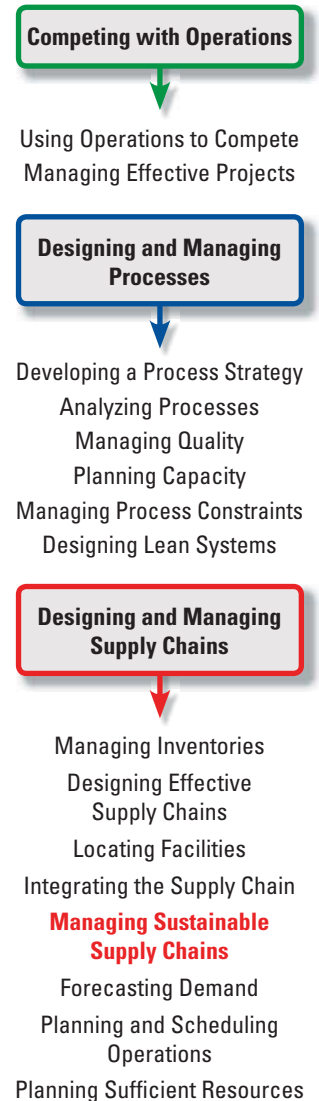 Competing with Operations
Using Operations to Compete
Managing Effective Projects
Designing and Managing
Processes
Developing a Process Strategy
Analyzing Processes
Managing Quality
Planning Capacity
Managing Process Constraints
Designing Lean Systems
Designing and Managing
Supply Chains
Managing Inventories
Designing Effective
Supply Chains
Locating Facilities
Integrating the Supply Chain
Managing Sustainable
Supply Chains
Forecasting Demand
Planning and Scheduling
Operations
Planning Sufficient Resources